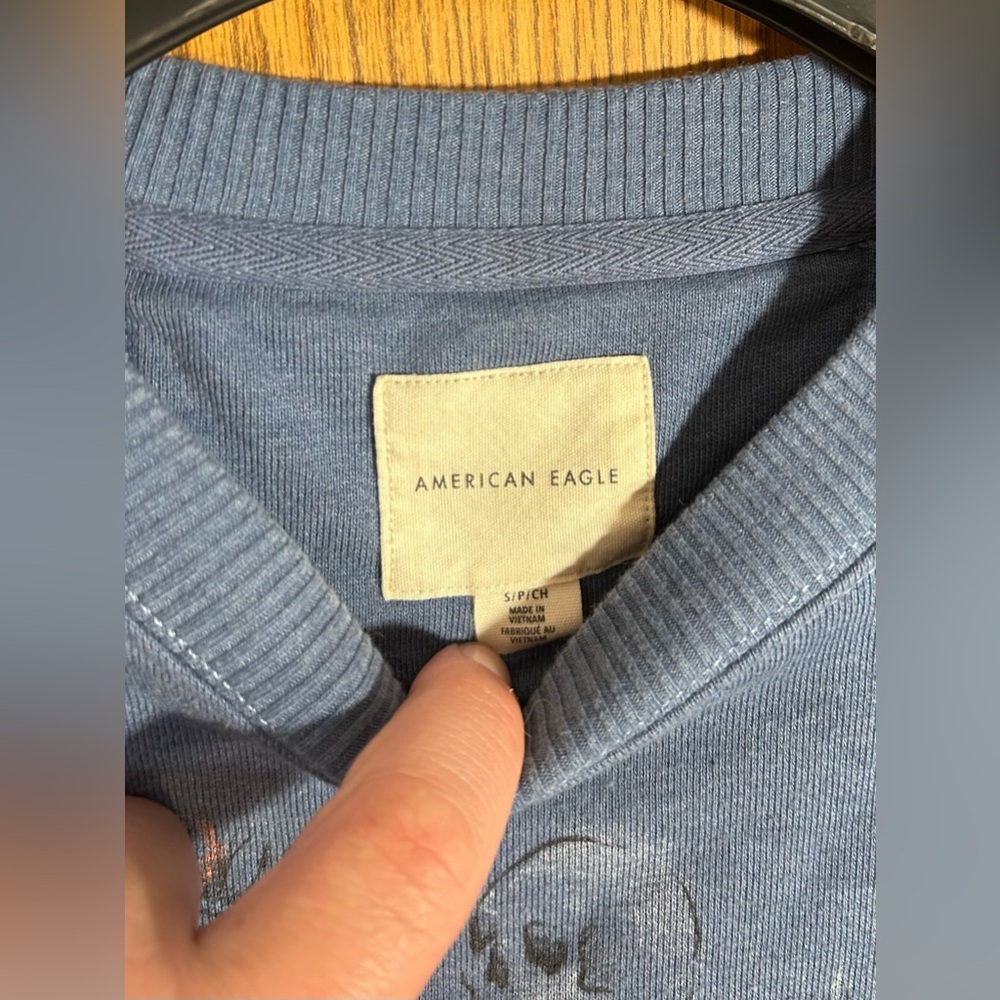 AMERICAN EAGLE
S/P/CH
MADE IN
VIETNAM
FABRIQUÉ AU
VIETNAM